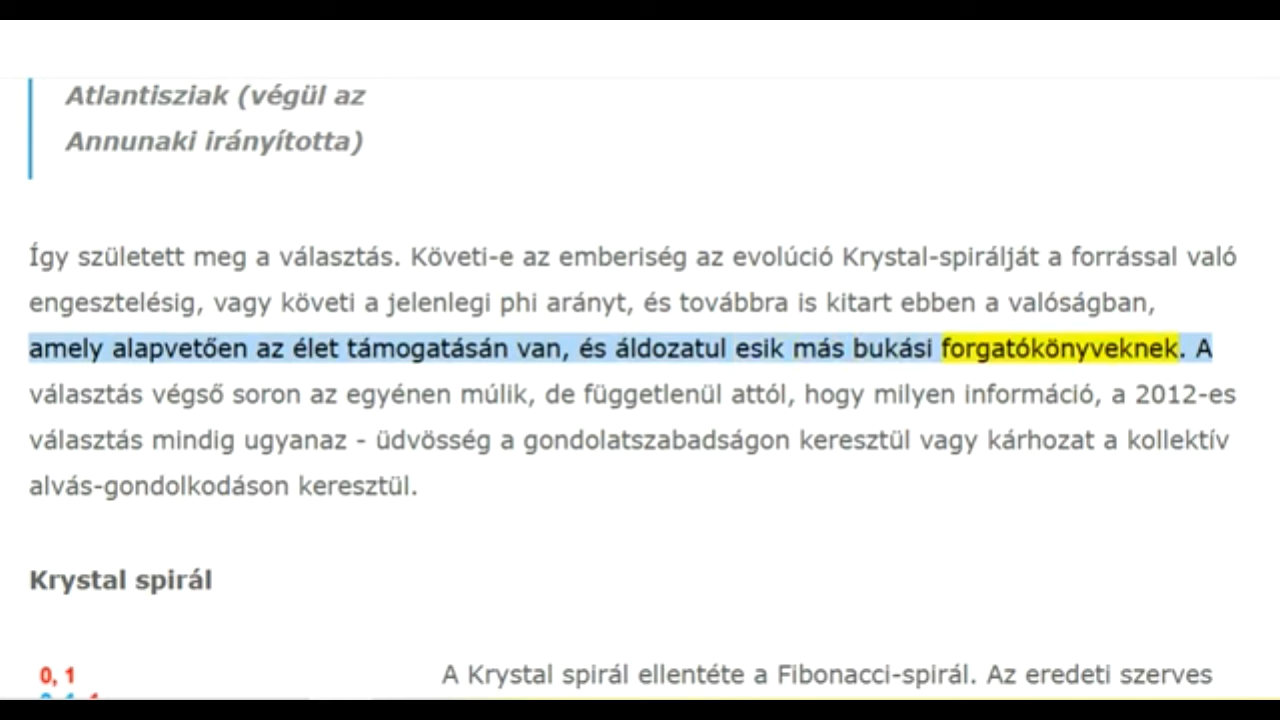 Atlantisziak (végül az
Annunaki irányította)
Így született meg a választás. Követi-e az emberiség az evolúció Krystal-spirálját a forrással való
engesztelésig, vagy követi a jelenlegi phi arányt, és továbbra is kitart ebben a valóságban,
amely alapvetően az élet támogatásán van, és áldozatul esik más bukási forgatókönyveknek. A
választás végső soron az egyénen múlik, de függetlenül attól, hogy milyen információ, a 2012-es
választás mindig ugyanaz - üdvösség a gondolatszabadságon keresztül vagy kárhozat a kollektív
alvás-gondolkodáson keresztül.
Krystal spirál
0, 1
A Krystal spirál ellentéte a Fibonacci-spirál. Az eredeti szerves